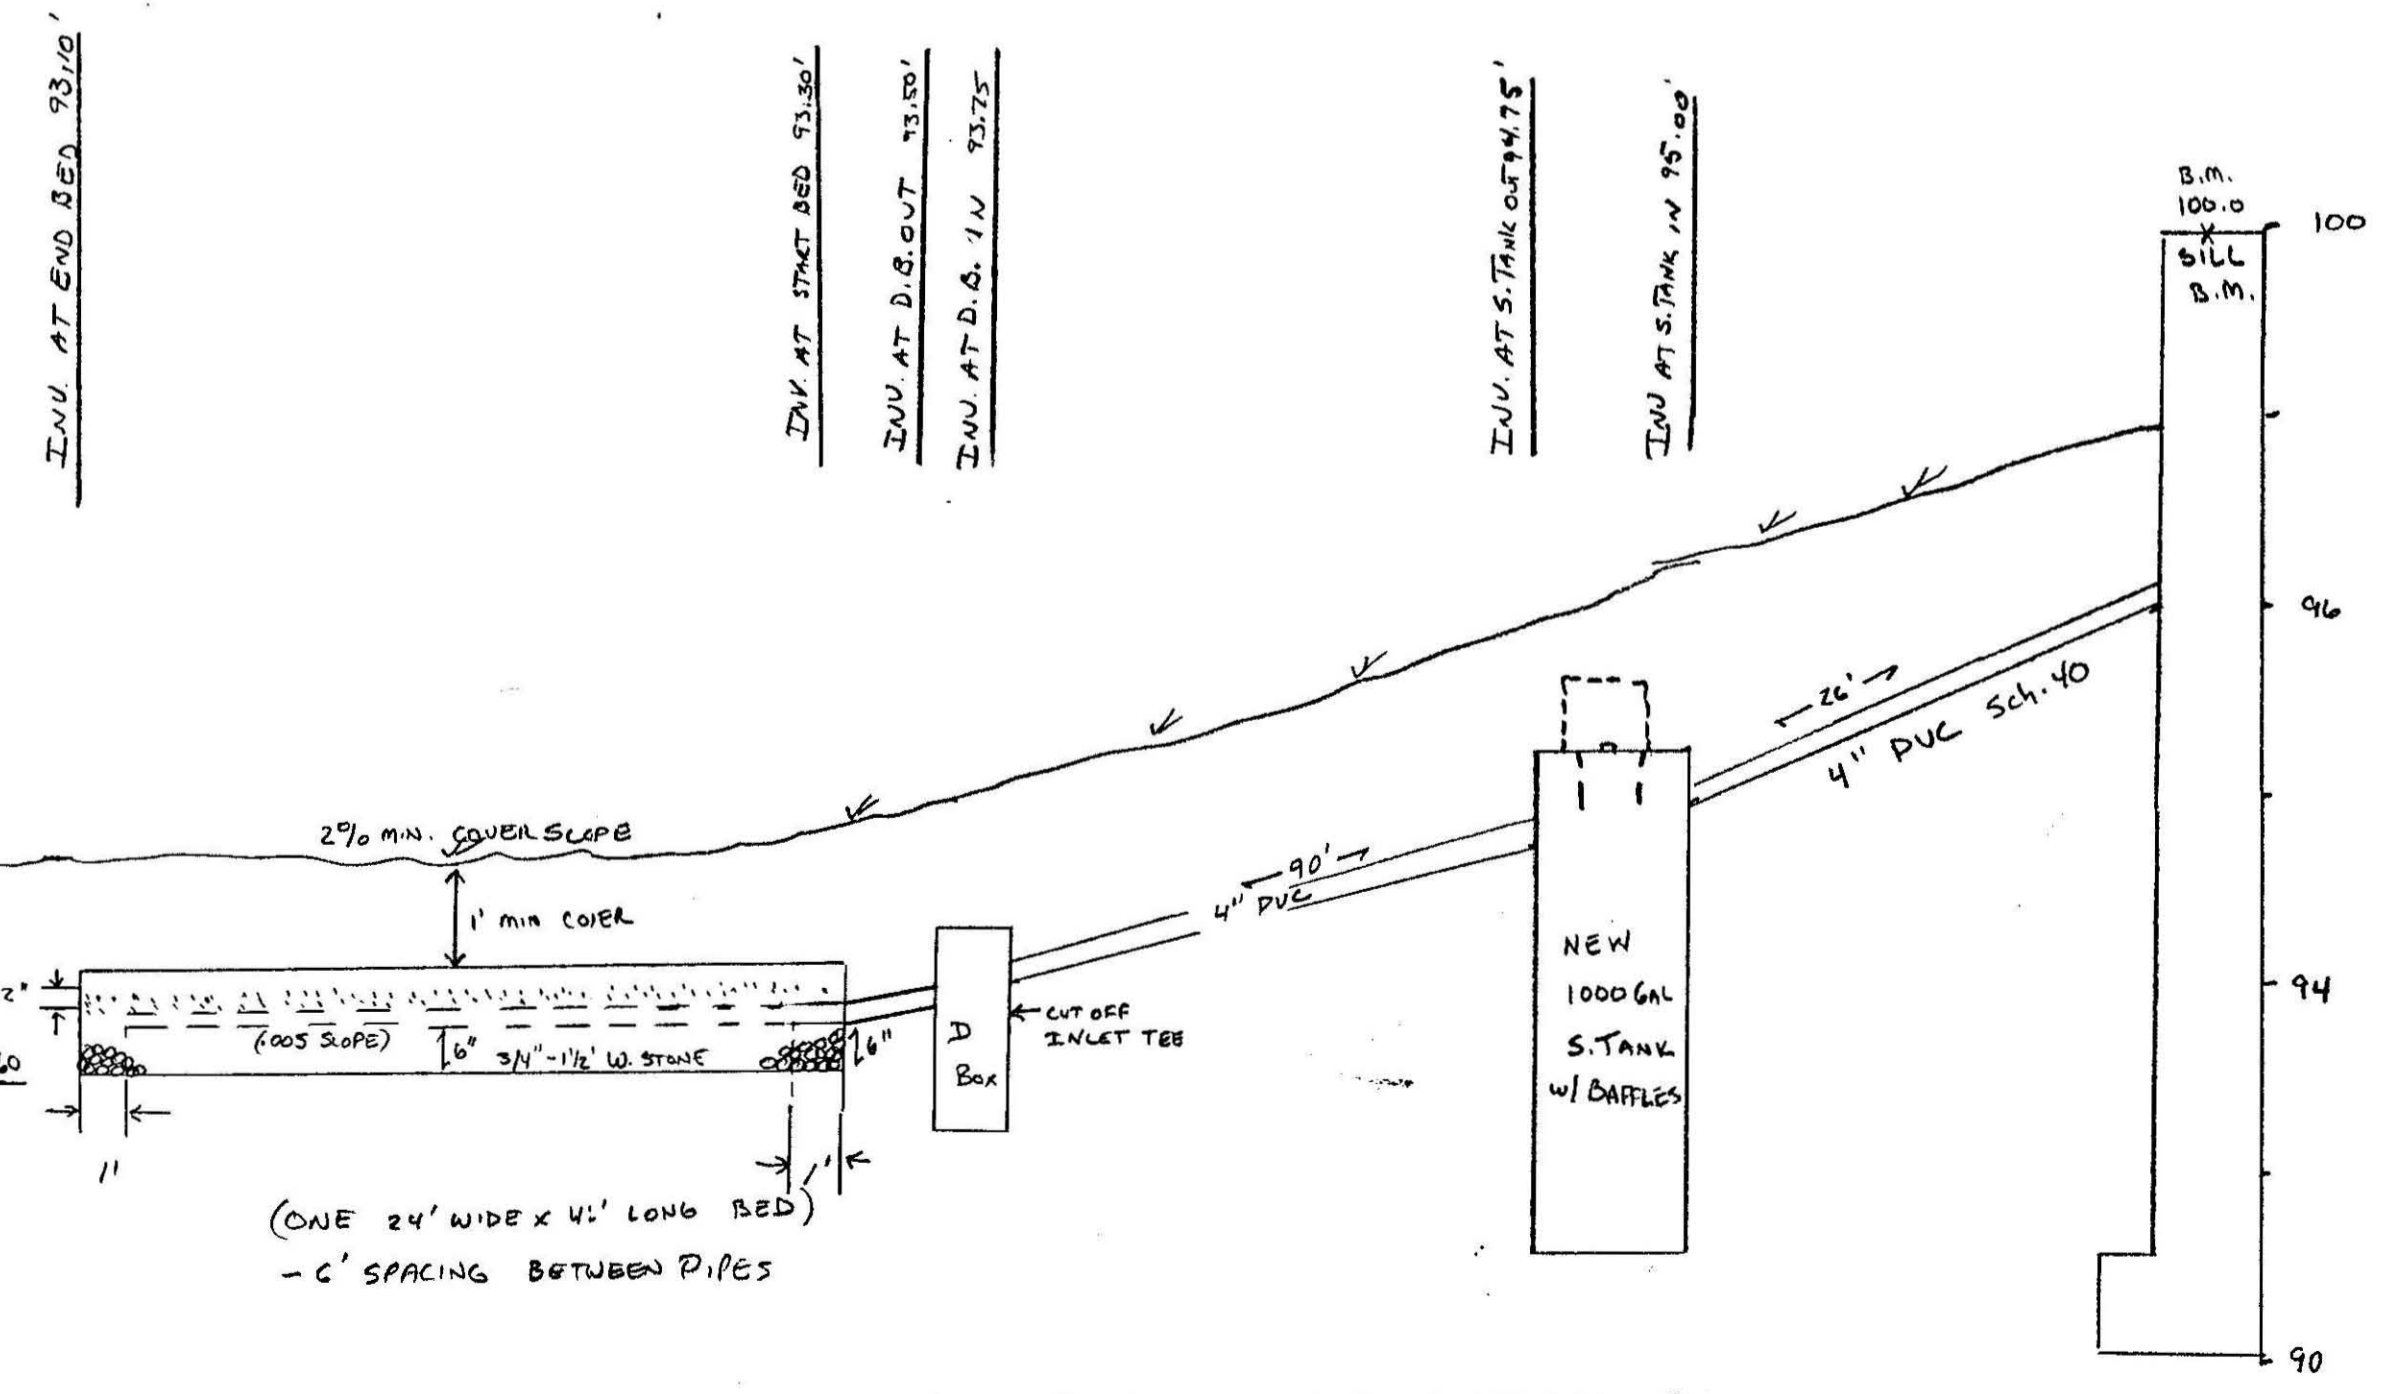 INV. AT END BED 93.10'
INV. AT START BED 93.30'
INV. AT D.B. OUT 93.50'
INV. AT D.B. IN 93.75
INV. AT S. TANK OUT 94.75'
INV AT S. TANK IN 95.00'
B.M.
100.0
SILL
B.M.
100
96
94
90
26'
4" PVC Sch. 40
90'
4" PVC
2% MIN. COVER SLOPE
1' MIN COVER
2"
(.005 SLOPE)
6"
3/4"-1 1/2' W. STONE
6"
60
1'
1'
D
Box
CUT OFF
INLET TEE
NEW
1000 GAL
S. TANK
w/ BAFFLES
(ONE 24' WIDE x LONG BED)
- 6' SPACING BETWEEN PIPES